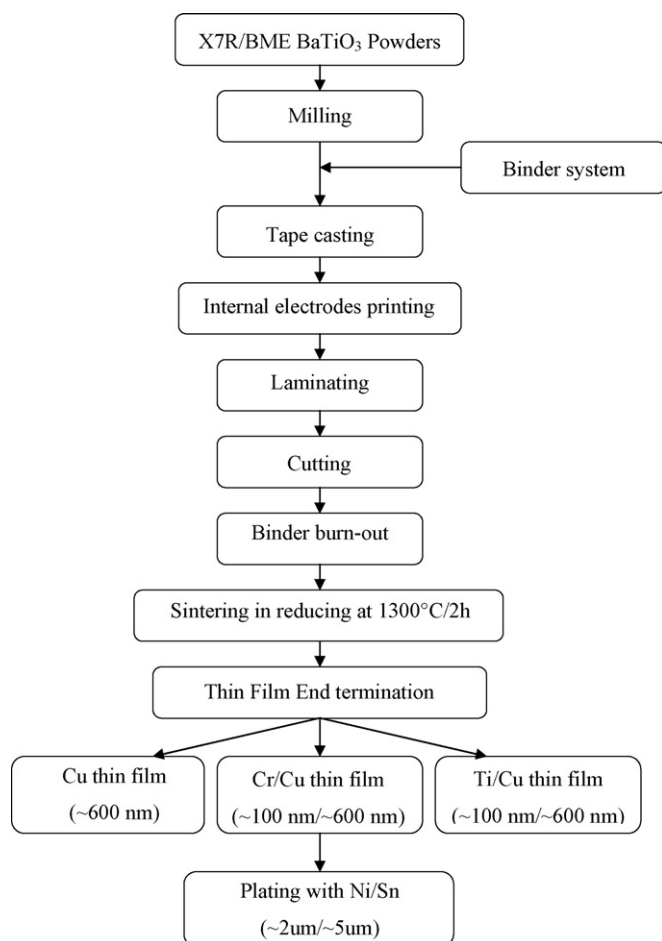 X7R/BME BaTiO₃ Powders
Milling
Binder system
Tape casting
Internal electrodes printing
Laminating
Cutting
Binder burn-out
Sintering in reducing at 1300°C/2h
Thin Film End termination
Cu thin film
(~600 nm)
Cr/Cu thin film
(~100 nm/~600 nm)
Ti/Cu thin film
(~100 nm/~600 nm)
Plating with Ni/Sn
(~2um/~5um)